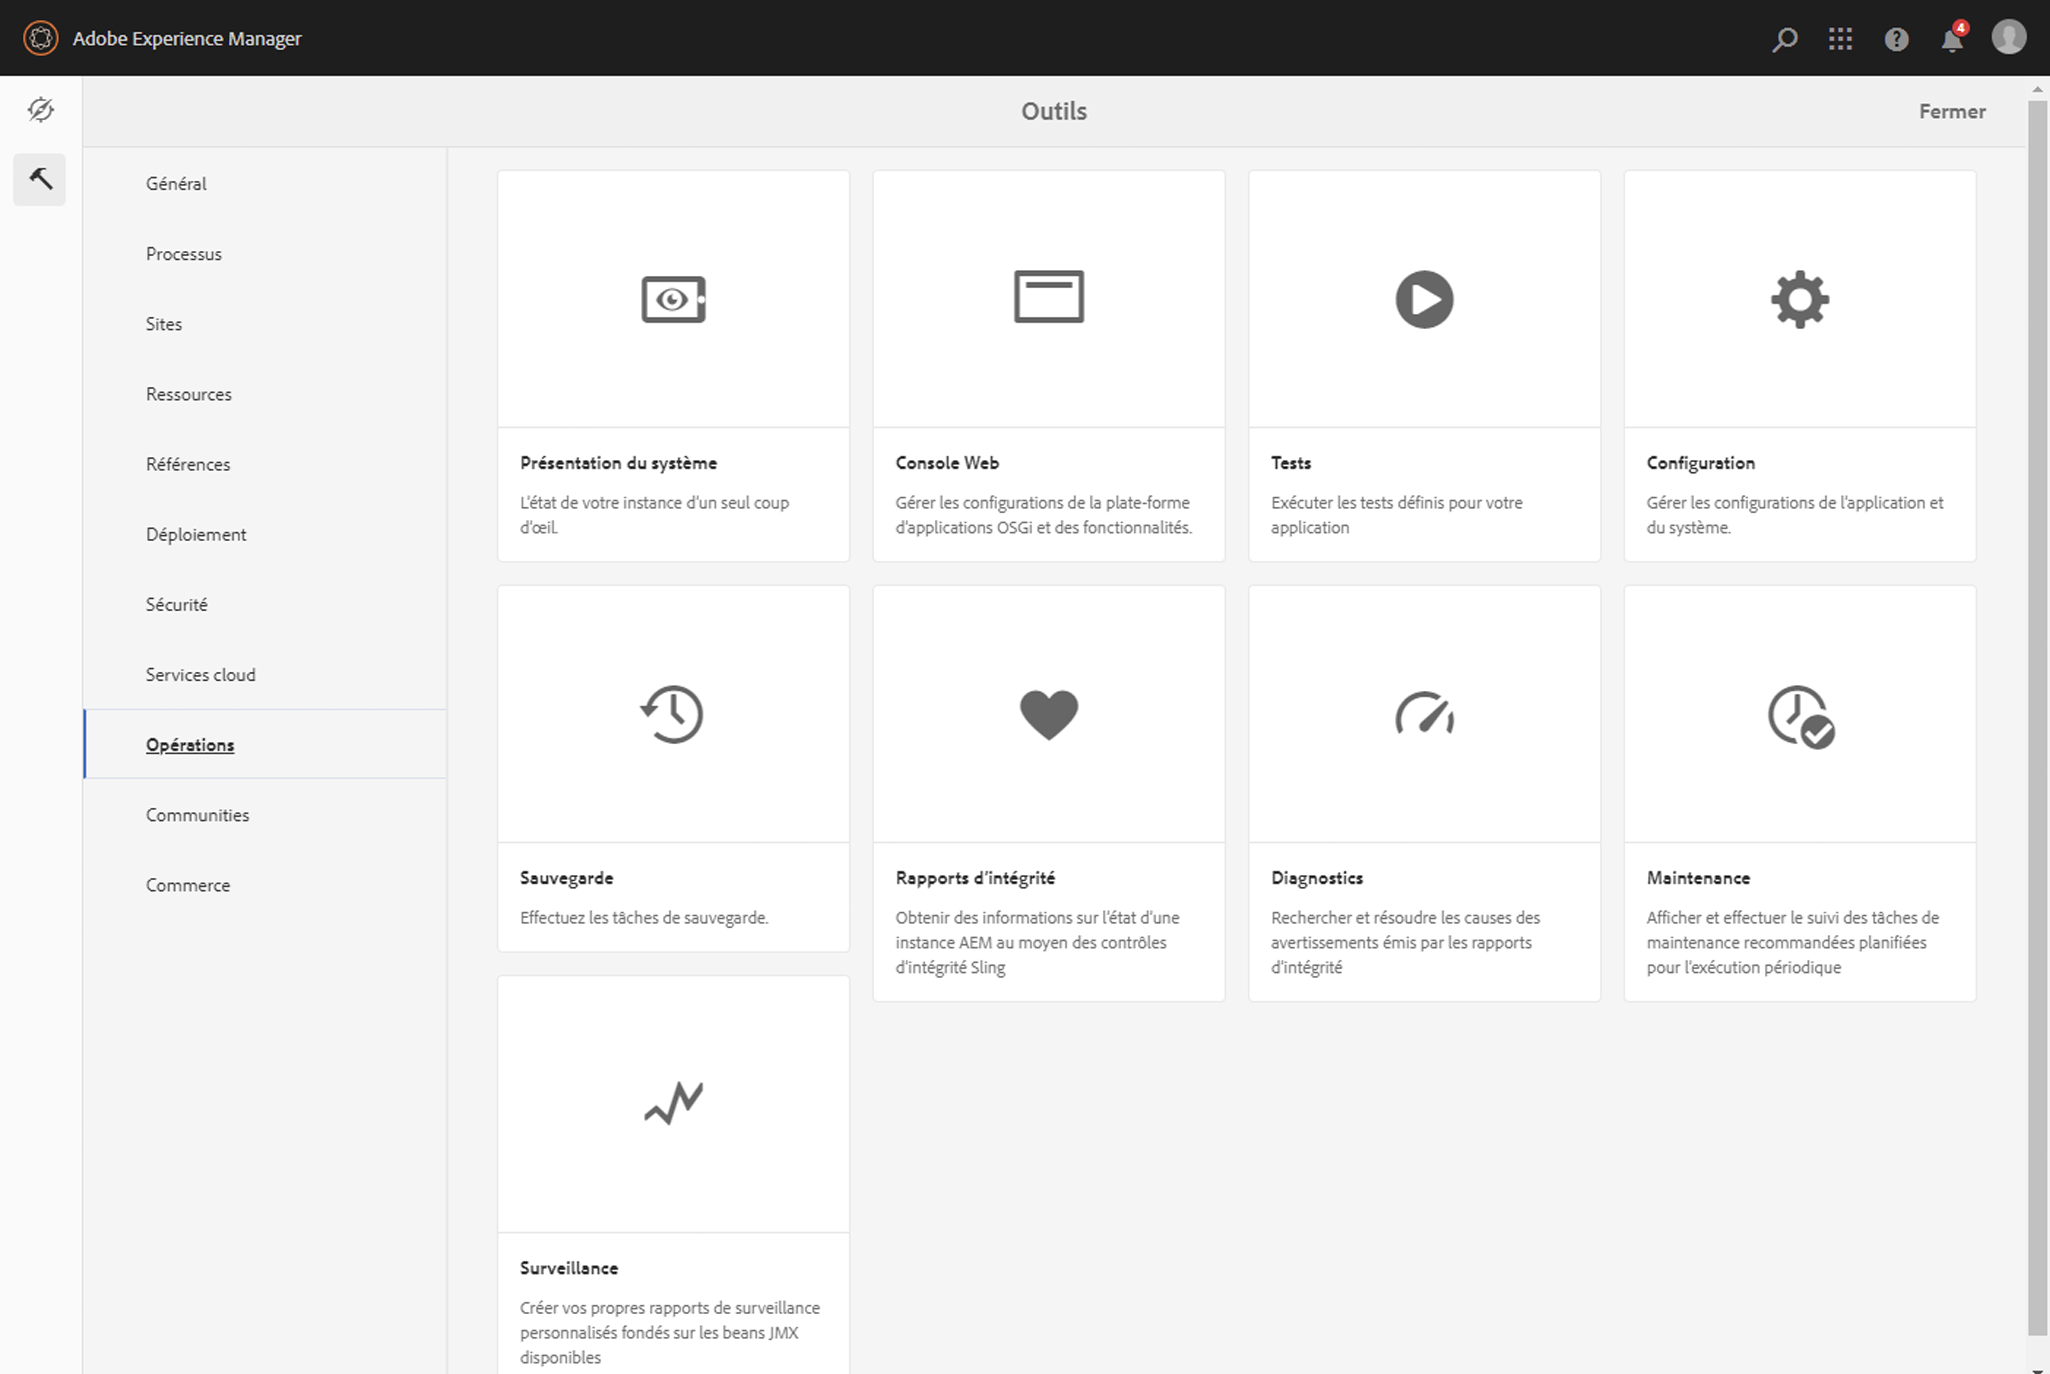 Adobe Experience Manager
4
Outils
Fermer
Général
Processus
Sites
Ressources
Références
Déploiement
Sécurité
Services cloud
Opérations
Communities
Commerce
Présentation du système
L'état de votre instance d'un seul coup
d'œil.
Console Web
Gérer les configurations de la plate-forme
d'applications OSGi et des fonctionnalités.
Tests
Exécuter les tests définis pour votre
application
Configuration
Gérer les configurations de l'application et
du système.
Sauvegarde
Effectuez les tâches de sauvegarde.
Rapports d'intégrité
Obtenir des informations sur l'état d'une
instance AEM au moyen des contrôles
d'intégrité Sling
Diagnostics
Rechercher et résoudre les causes des
avertissements émis par les rapports
d'intégrité
Maintenance
Afficher et effectuer le suivi des tâches de
maintenance recommandées planifiées
pour l'exécution périodique
Surveillance
Créer vos propres rapports de surveillance
personnalisés fondés sur les beans JMX
disponibles